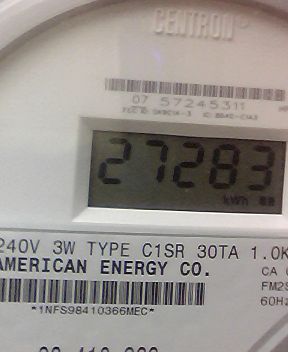 CENTRON
07 57245311
27283
kWh
240V 3W TYPE C1SR 30TA 1.0K
AMERICAN ENERGY CO.
CA
FM2S
60Hz
*1NFS98410366MEC*